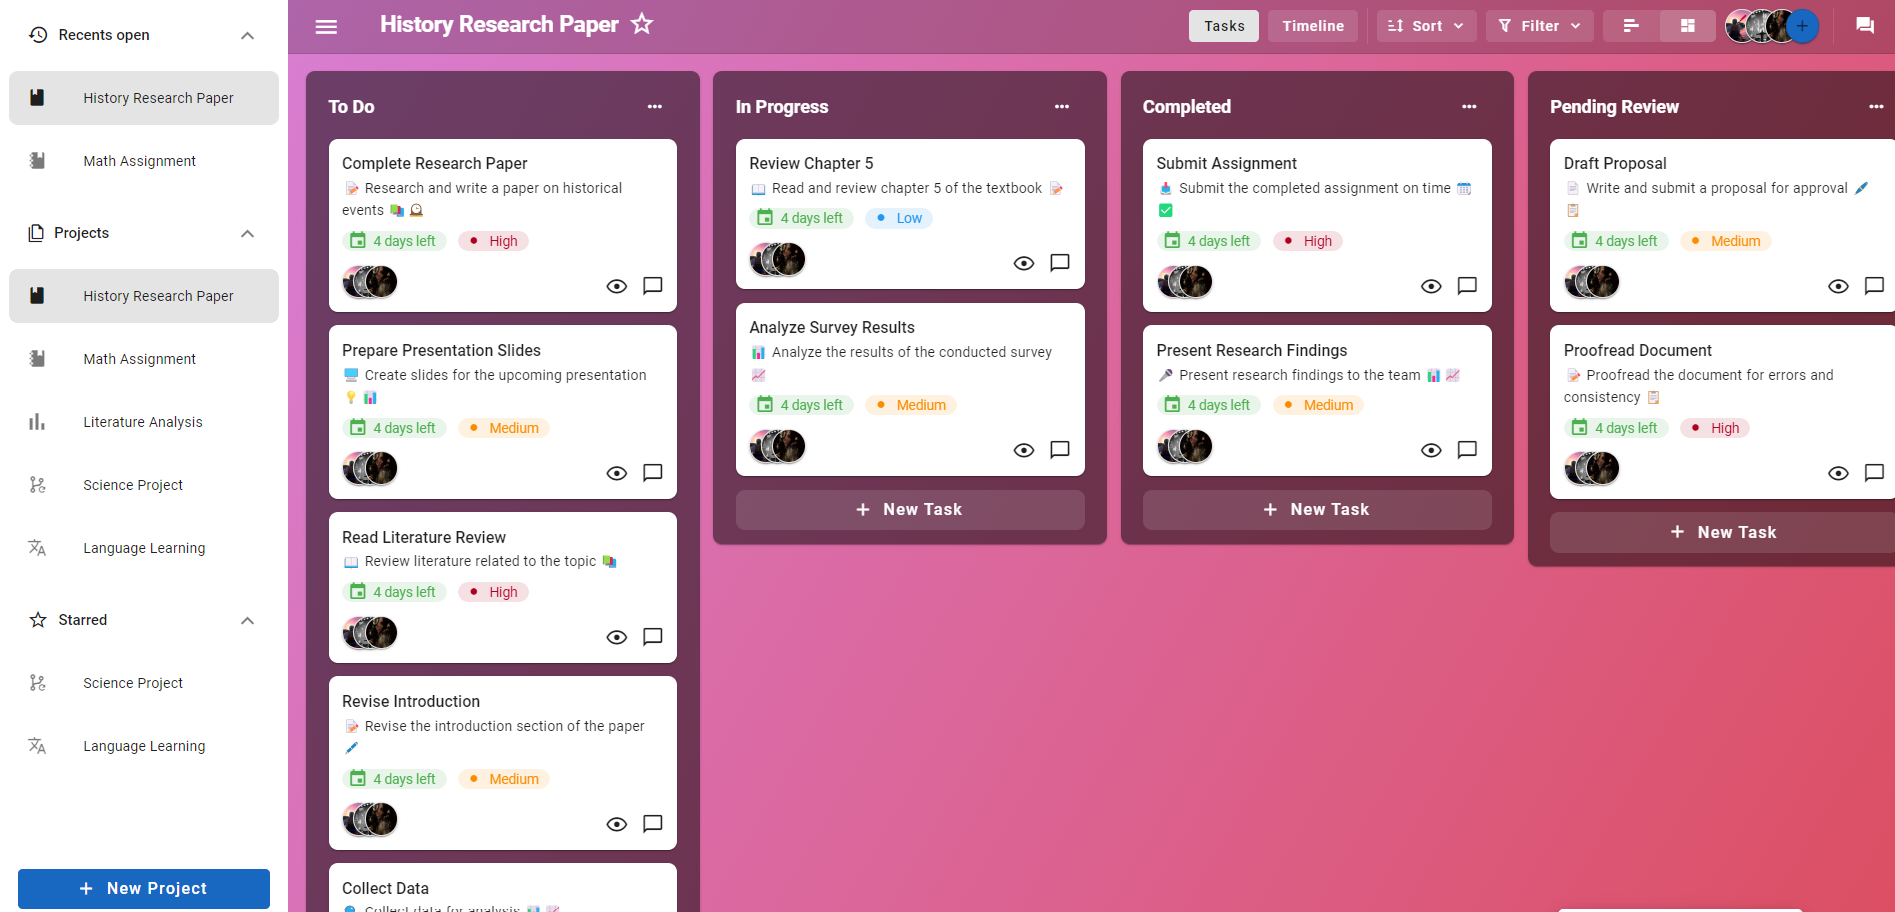 Recents open
History Research Paper
Math Assignment
Projects
History Research Paper
Math Assignment
Literature Analysis
Science Project
Language Learning
Starred
Science Project
Language Learning
+ New Project
History Research Paper
Tasks
Timeline
Sort
Filter
To Do
Complete Research Paper
Research and write a paper on historical
events
4 days left
High
Prepare Presentation Slides
Create slides for the upcoming presentation
4 days left
Medium
Read Literature Review
Review literature related to the topic
4 days left
High
Revise Introduction
Revise the introduction section of the paper
4 days left
Medium
Collect Data
Collect data for analysis
In Progress
Review Chapter 5
Read and review chapter 5 of the textbook
4 days left
Low
Analyze Survey Results
Analyze the results of the conducted survey
4 days left
Medium
+ New Task
Completed
Submit Assignment
Submit the completed assignment on time
4 days left
High
Present Research Findings
Present research findings to the team
4 days left
Medium
+ New Task
Pending Review
Draft Proposal
Write and submit a proposal for approval
4 days left
Medium
Proofread Document
Proofread the document for errors and
consistency
4 days left
High
+ New Task